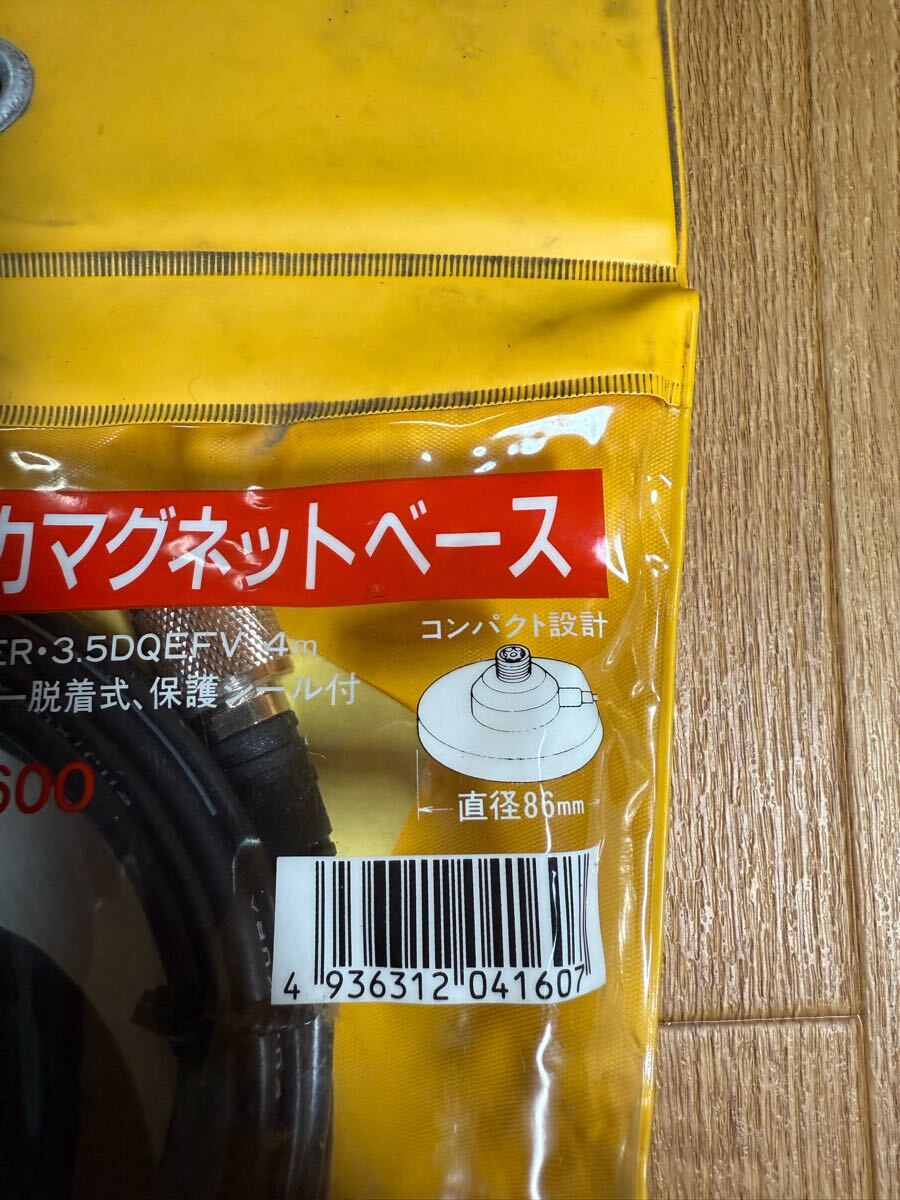 力マグネットベース
コンパクト設計
ER・3.5DQEFV 4m
ー脱着式、保護シール付
600
直径86mm
4 936312 041607